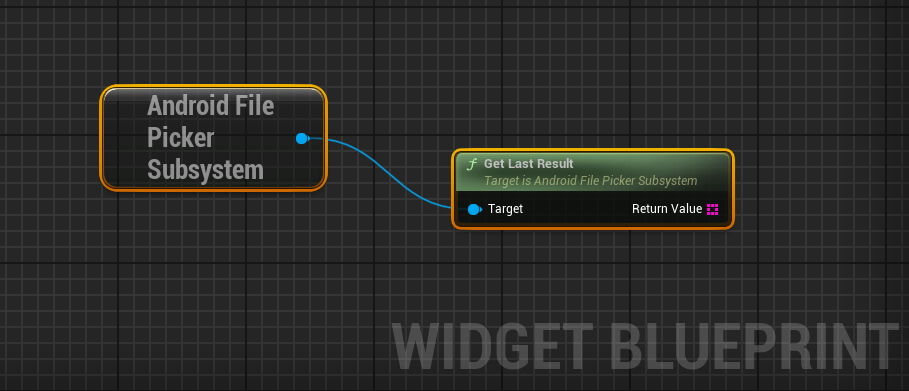 Android File
Picker
Subsystem
f Get Last Result
Target is Android File Picker Subsystem
Target Return Value
WIDGET BLUEPRINT